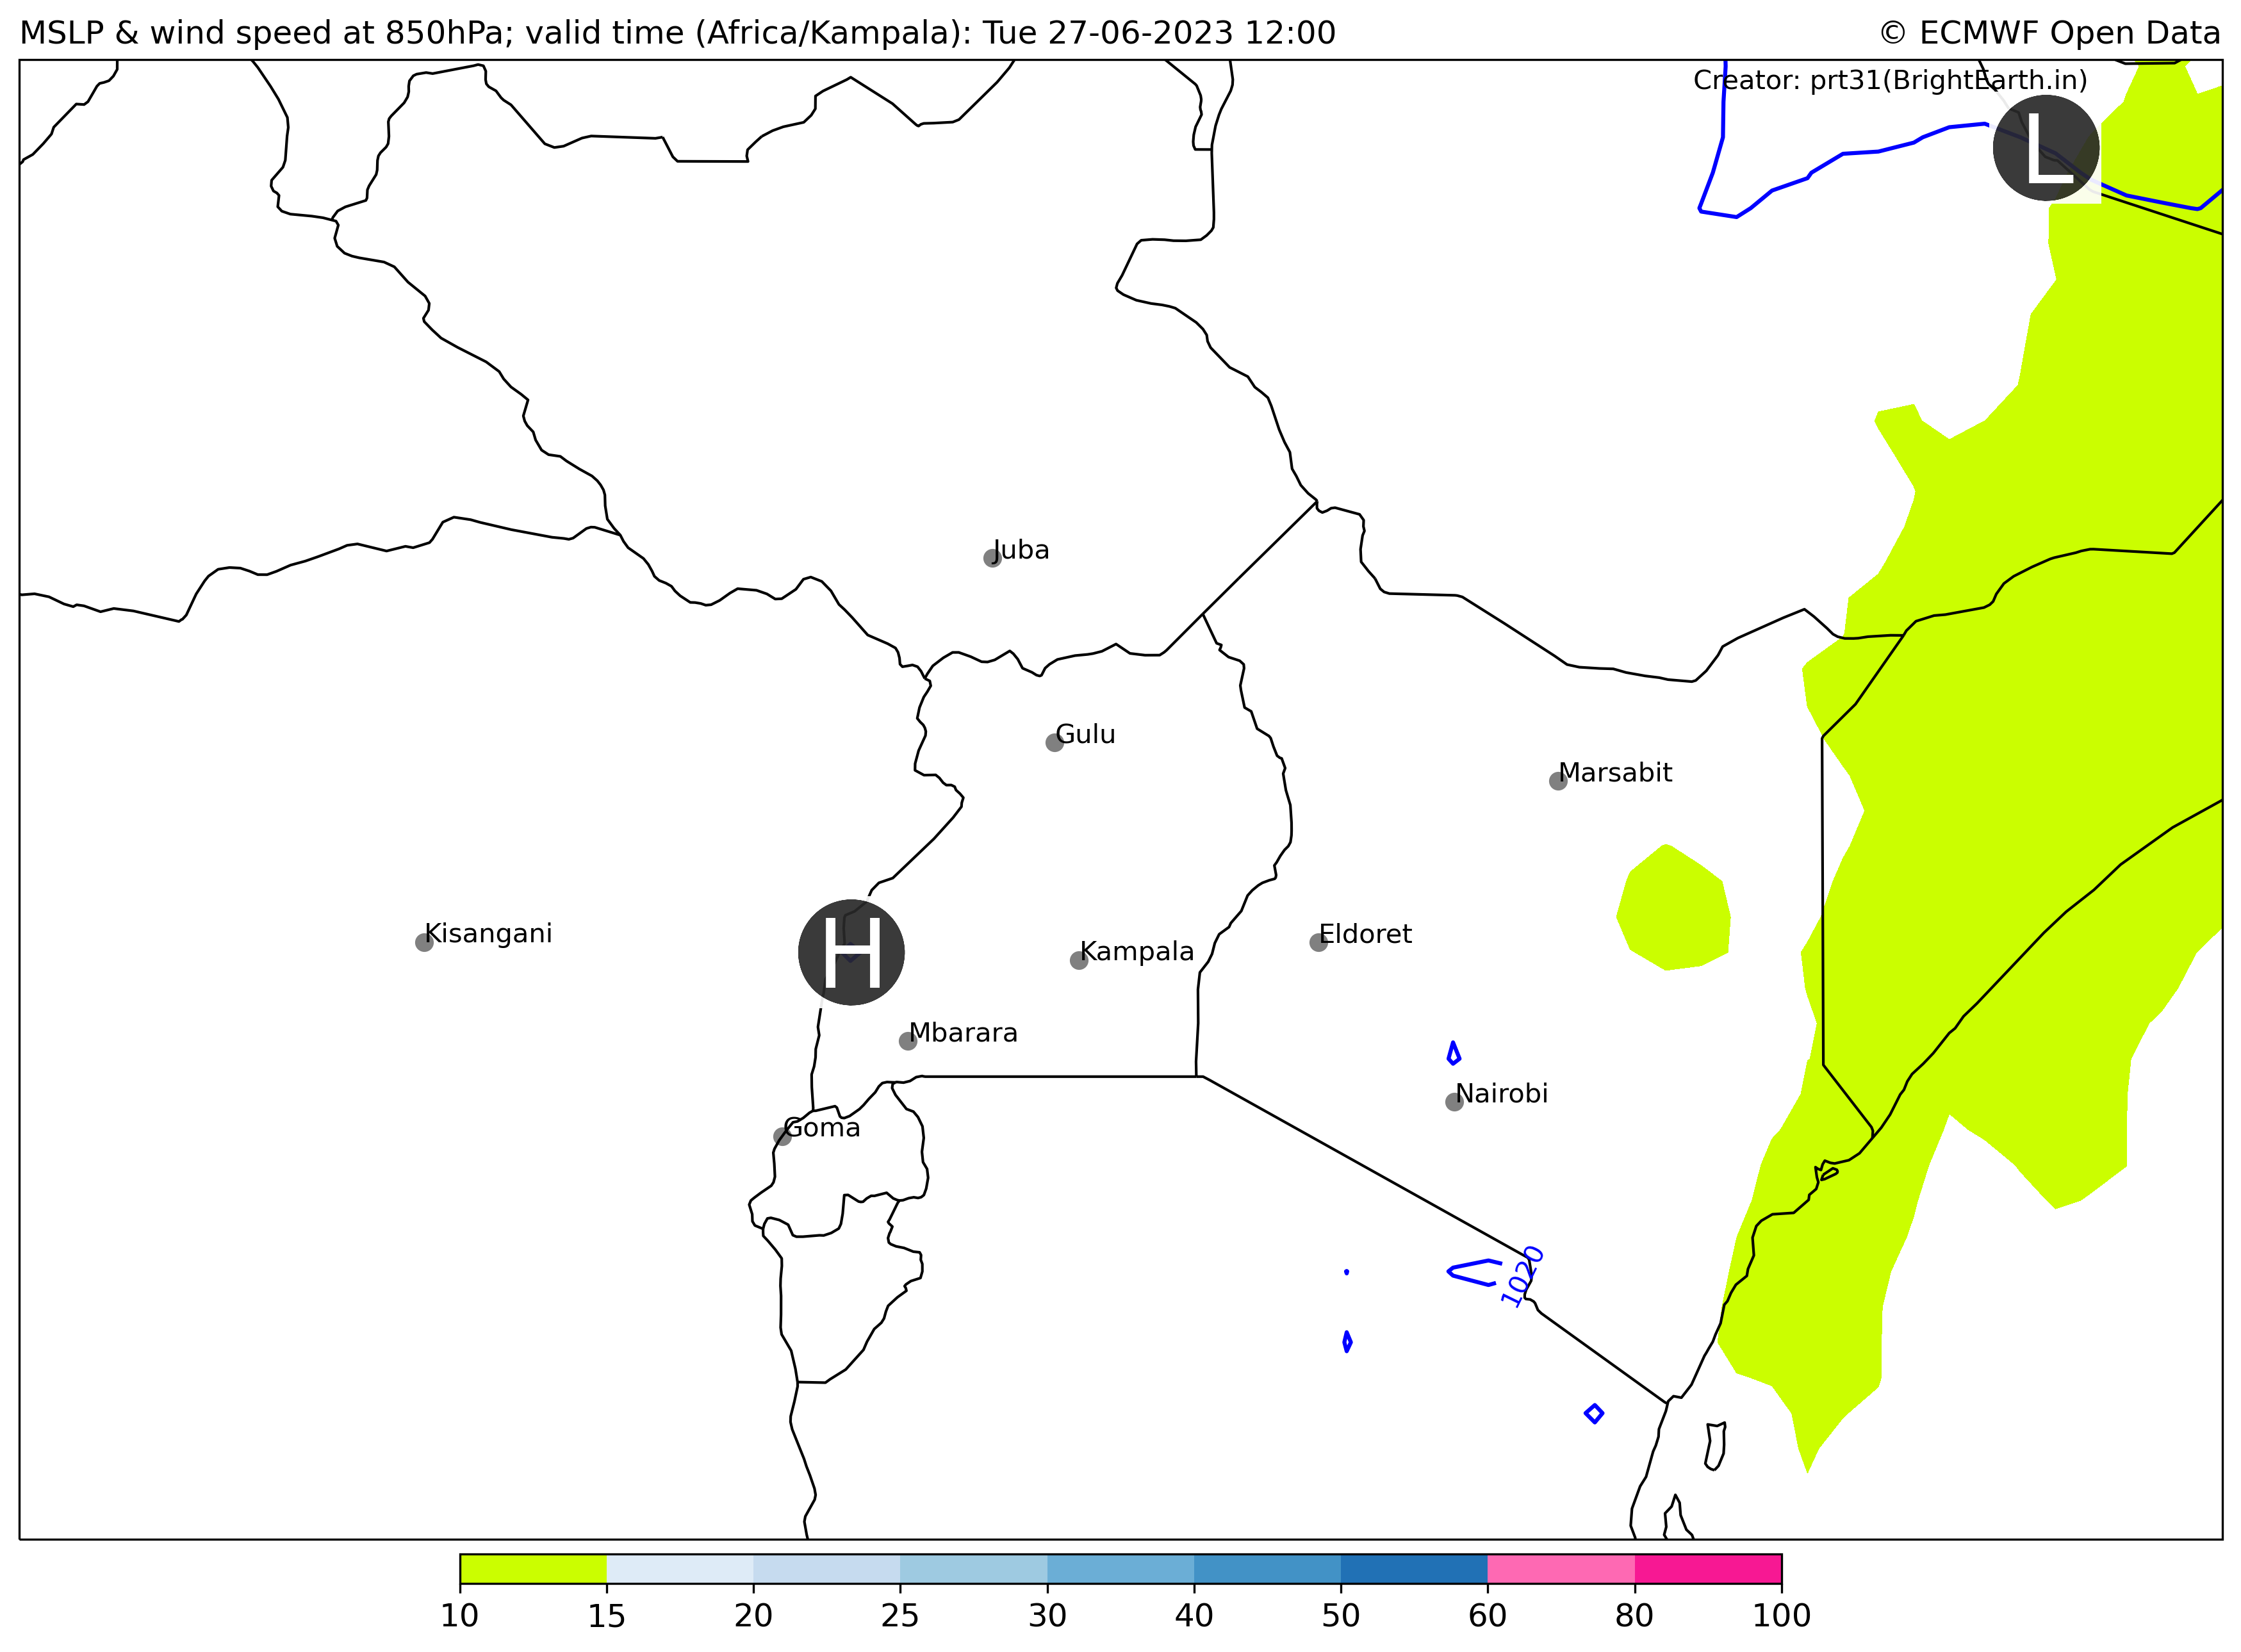 MSLP & wind speed at 850hPa; valid time (Africa/Kampala): Tue 27-06-2023 12:00
© ECMWF Open Data
Creator: prt31(BrightEarth.in)
L
Juba
Gulu
Marsabit
Kisangani
H
Kampala
Eldoret
Mbarara
Nairobi
Goma
1020
10 15 20 25 30 40 50 60 80 100